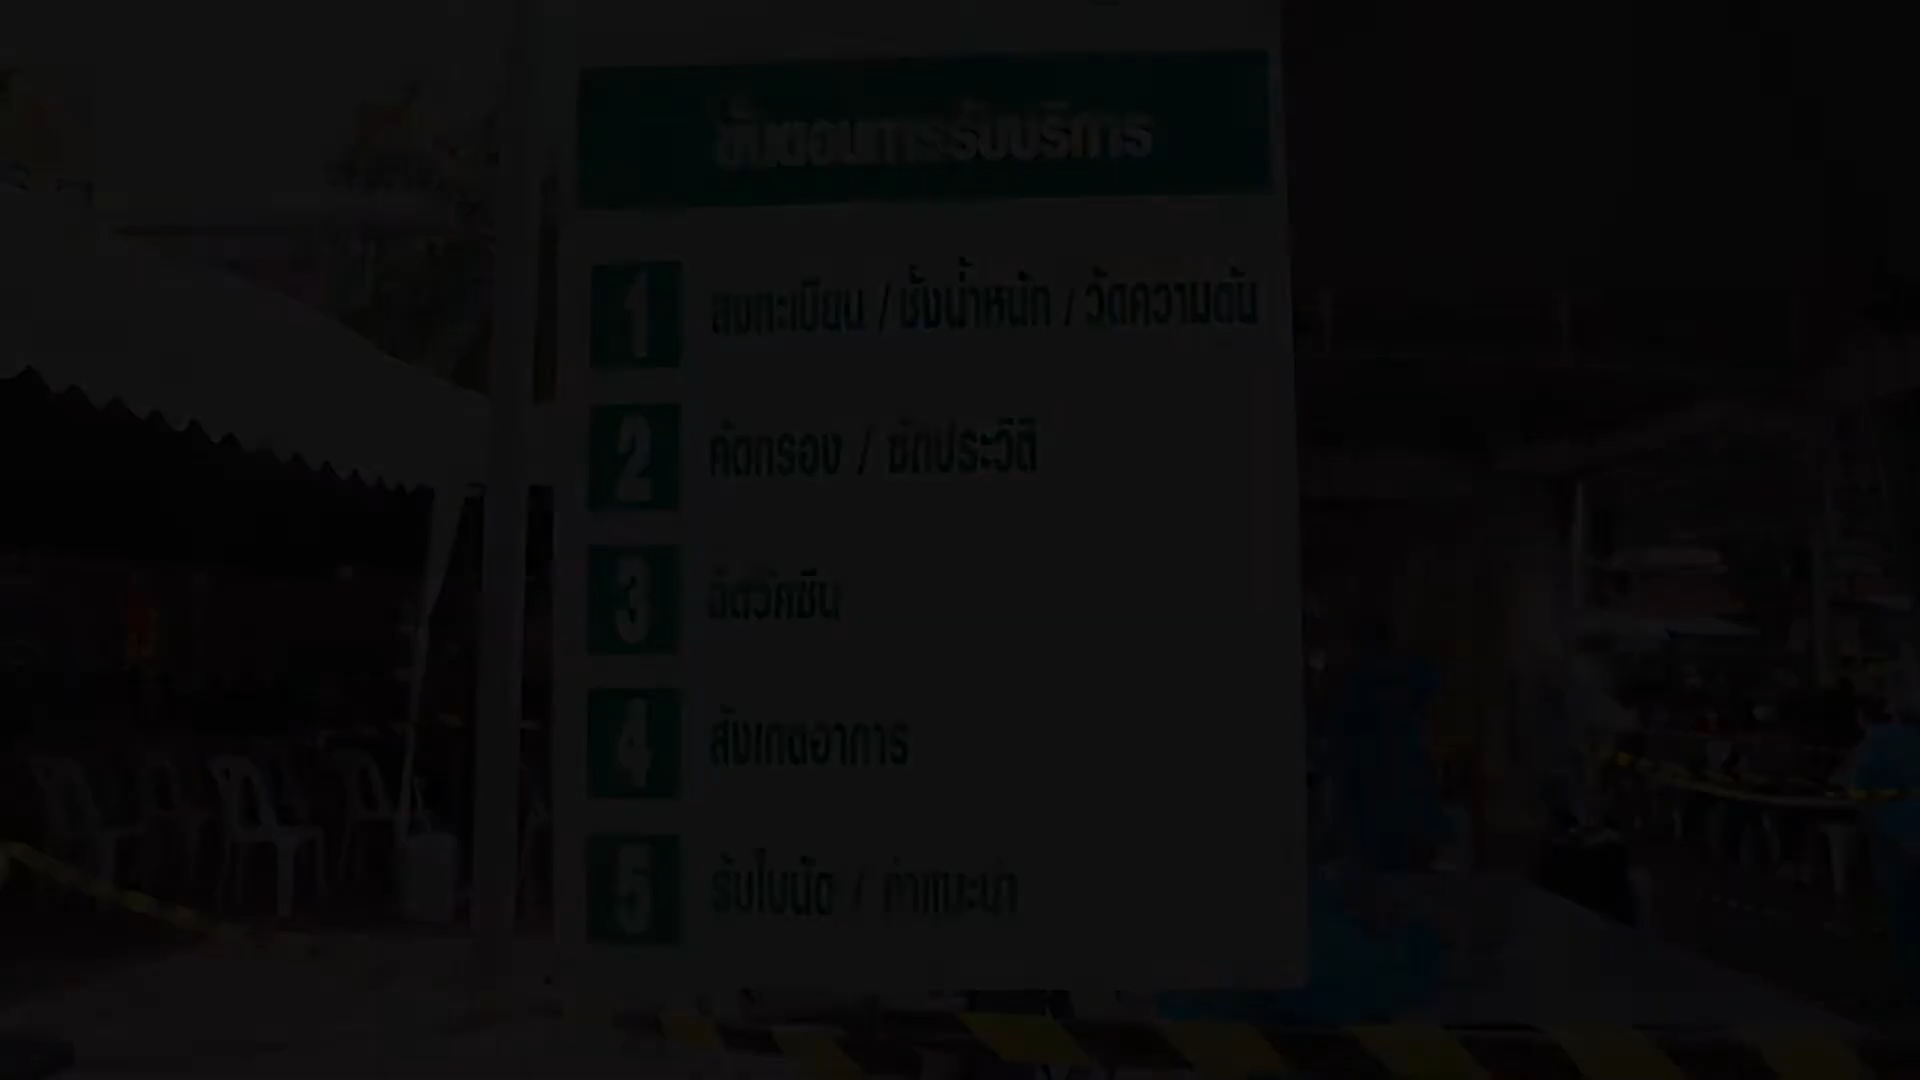 ขั้นตอนการรับบริการ
1 ลงทะเบียน / ชั่งน้ำหนัก / วัดความดัน
2 คัดกรอง / ซักประวัติ
3 ฉีดวัคซีน
4 สังเกตอาการ
5 รับใบนัด / คำแนะนำ